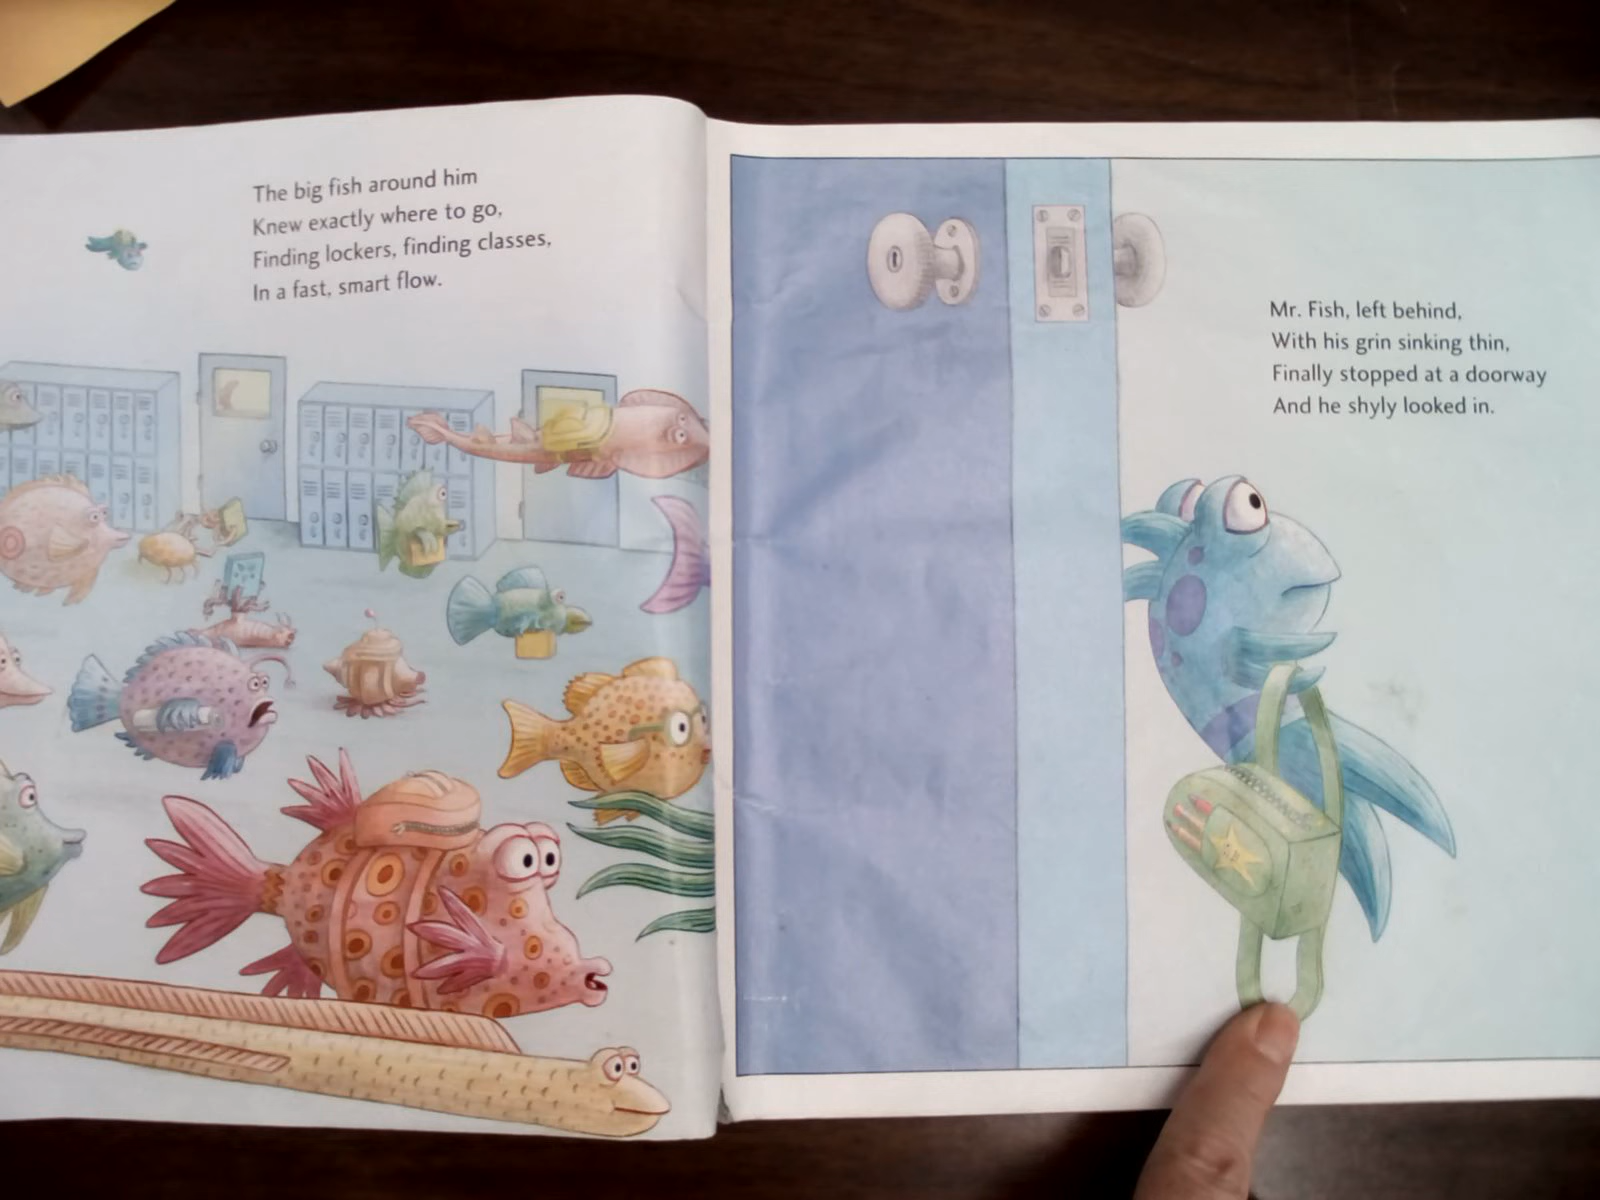 The big fish around him
Knew exactly where to go,
Finding lockers, finding classes,
In a fast, smart flow.
Mr. Fish, left behind,
With his grin sinking thin,
Finally stopped at a doorway
And he shyly looked in.